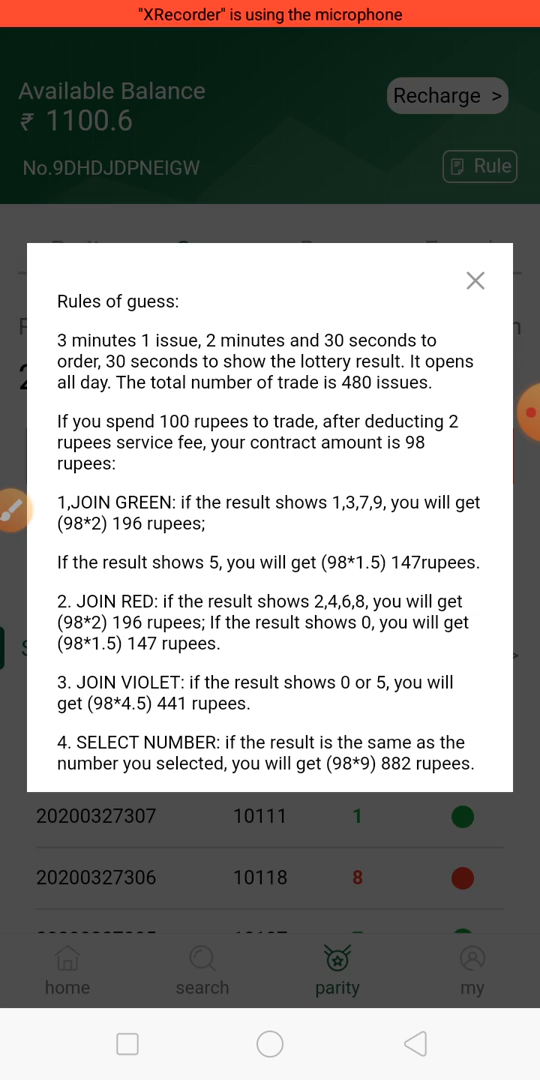 "XRecorder" is using the microphone
Available Balance
₹ 1100.6
Recharge >
No.9DHDJDPNEIGW
Rule
Rules of guess:
3 minutes 1 issue, 2 minutes and 30 seconds to
order, 30 seconds to show the lottery result. It opens
all day. The total number of trade is 480 issues.
If you spend 100 rupees to trade, after deducting 2
rupees service fee, your contract amount is 98
rupees:
1,JOIN GREEN: if the result shows 1,3,7,9, you will get
(98*2) 196 rupees;
If the result shows 5, you will get (98*1.5) 147rupees.
2. JOIN RED: if the result shows 2,4,6,8, you will get
(98*2) 196 rupees; If the result shows 0, you will get
(98*1.5) 147 rupees.
3. JOIN VIOLET: if the result shows 0 or 5, you will
get (98*4.5) 441 rupees.
4. SELECT NUMBER: if the result is the same as the
number you selected, you will get (98*9) 882 rupees.
20200327307 10111 1
20200327306 10118 8
home search parity my